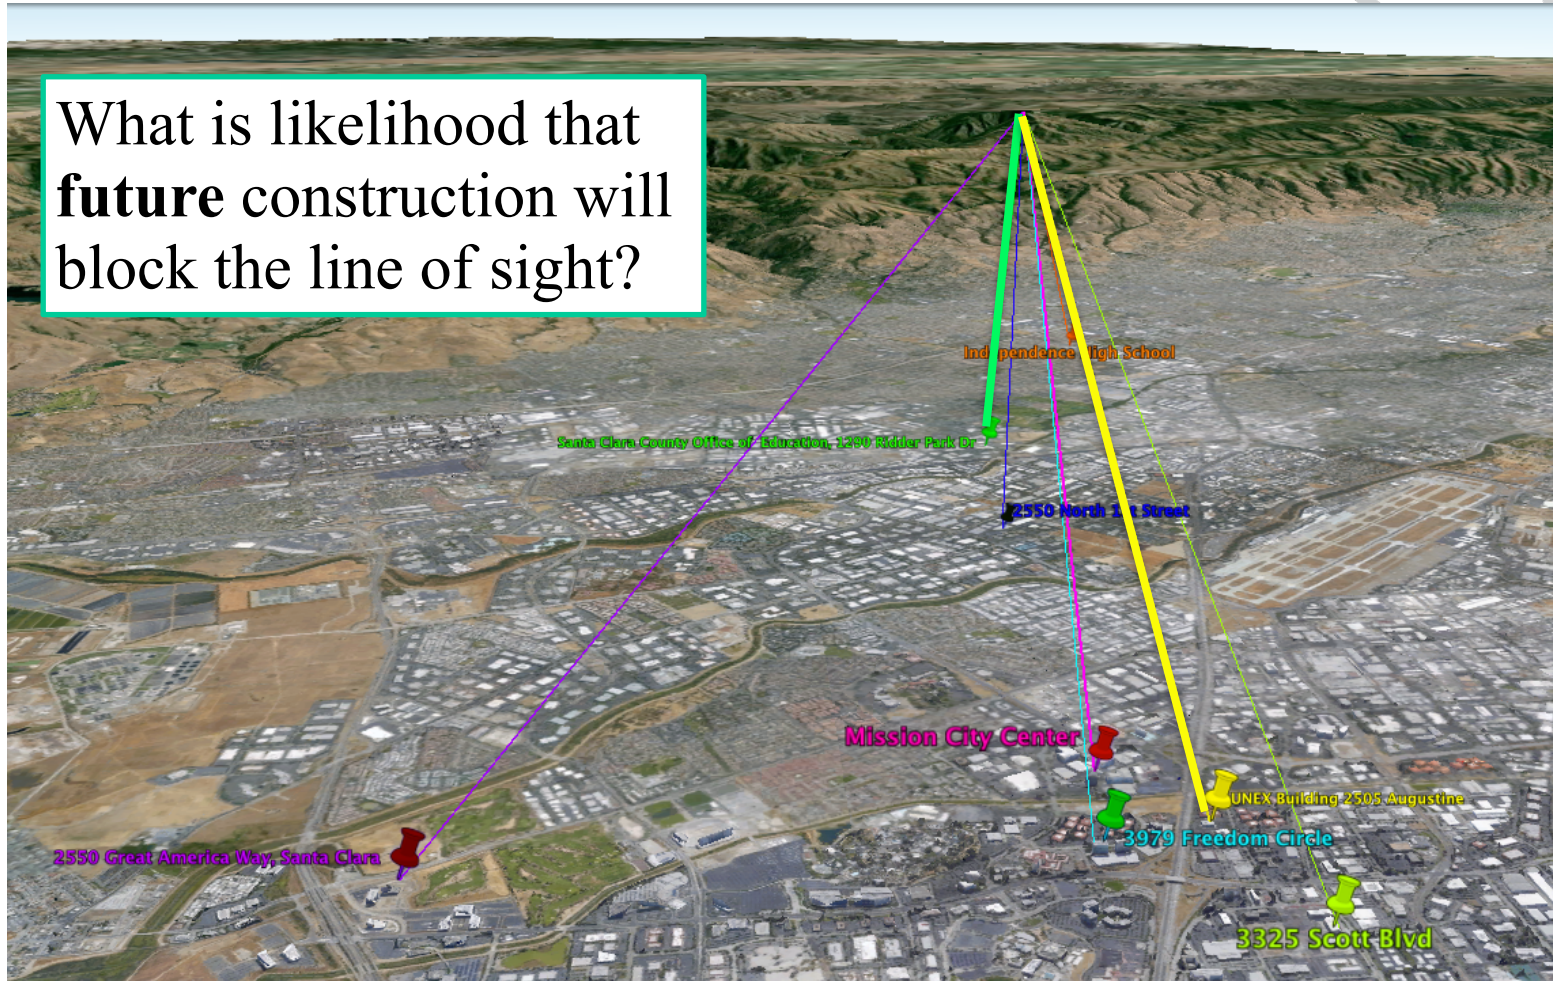 What is likelihood that
future construction will
block the line of sight?
Independence High School
Santa Clara County Office of Education, 1290 Ridder Park Dr
2550 North 1st Street
Mission City Center
UNEX Building 2505 Augustine
3979 Freedom Circle
2550 Great America Way, Santa Clara
3325 Scott Blvd